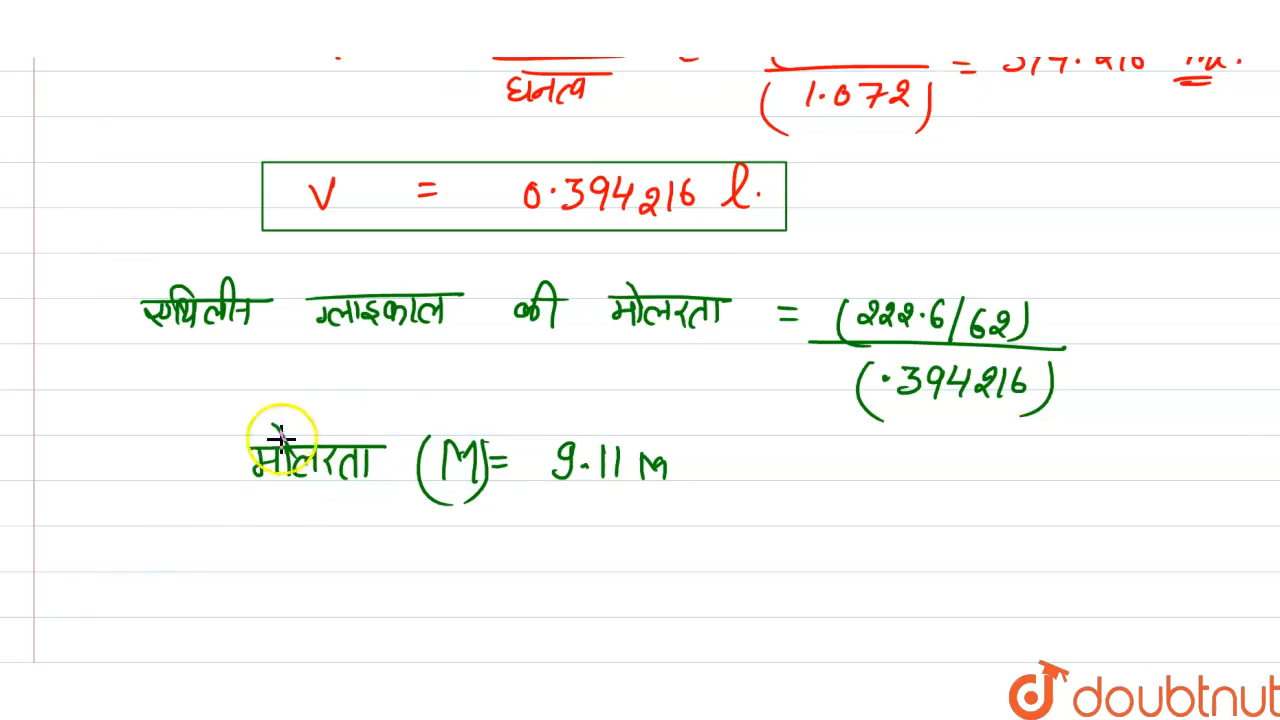 घनत्व (1.072) =
V = 0.394216 l.
एथिलीन ग्लाइकाल की मोलरता = (222.6/62)
(.394216)
मोलरता (M)= 9.11 M
doubtnut